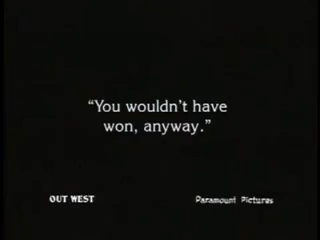 “You wouldn’t have
won, anyway.”
OUT WEST
Paramount Pictures